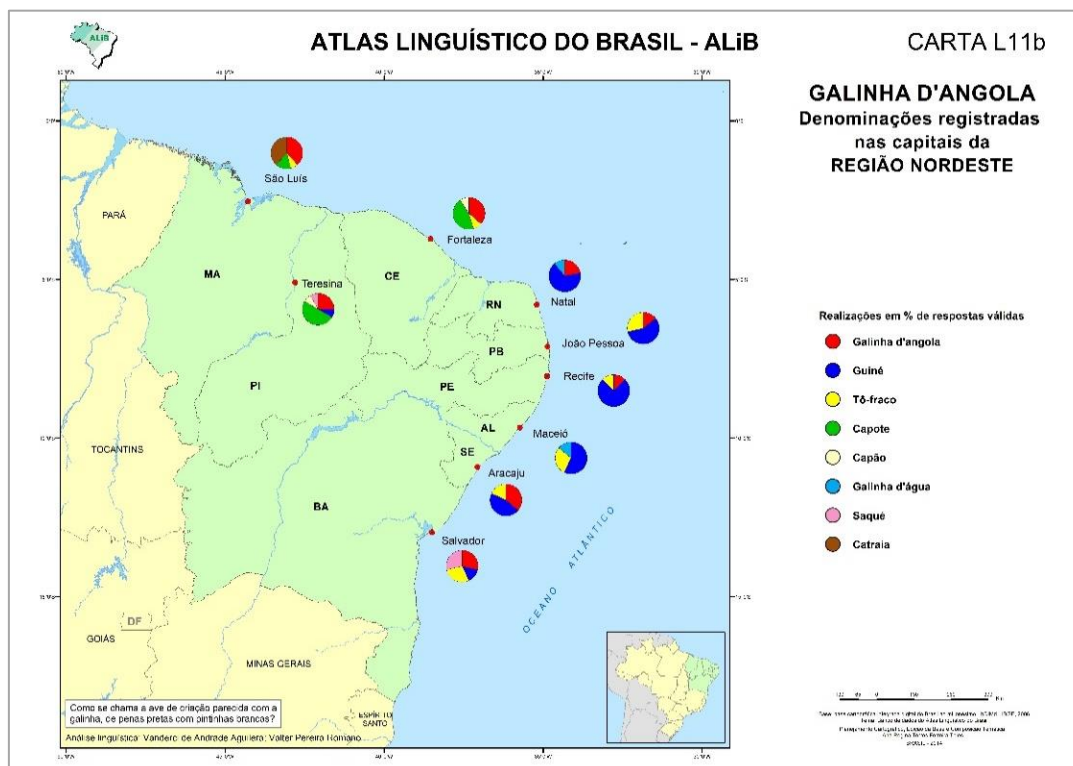 ALiB
ATLAS LINGUÍSTICO DO BRASIL - ALiB
CARTA L11b
GALINHA D'ANGOLA
Denominações registradas
nas capitais da
REGIÃO NORDESTE
São Luís
PARÁ
Fortaleza
MA
CE
Teresina
Natal
RN
João Pessoa
PB
Recife
PI
PE
AL
Maceió
TOCANTINS
SE
Aracaju
BA
Salvador
OCEANO ATLÂNTICO
DF
GOIÁS
MINAS GERAIS
ESPÍRITO
SANTO
Realizações em % de respostas válidas
Galinha d'angola
Guiné
Tô-fraco
Capote
Capão
Galinha d'água
Saqué
Catraia
Como se chama a ave de criação parecida com a
galinha, de penas pretas com pintinhas brancas?
Análise linguística: Vanderci de Andrade Aguilera; Valter Pereira Romano